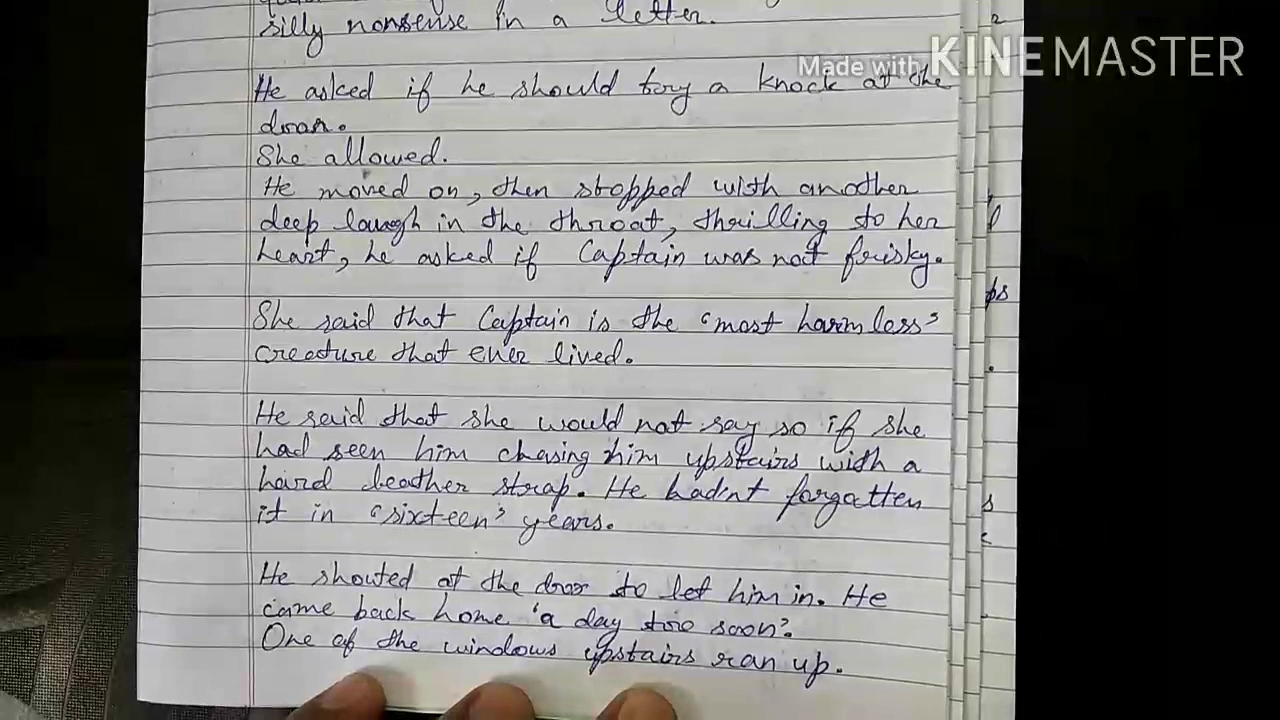 silly nonsense in a letter.
Made with KINEMASTER
He asked if he should try a knock at the
door.
She allowed.
He moved on, then stopped with another
deep laugh in the throat, thrilling to her
heart, he asked if Captain was not frisky.
She said that Captain is the 'most harmless'
creature that ever lived.
He said that she would not say so if she
had seen him chasing him upstairs with a
hard leather strap. He hadn't forgotten
it in 'sixteen' years.
He shouted at the door to let him in. He
came back home 'a day too soon'.
One of the windows upstairs ran up.